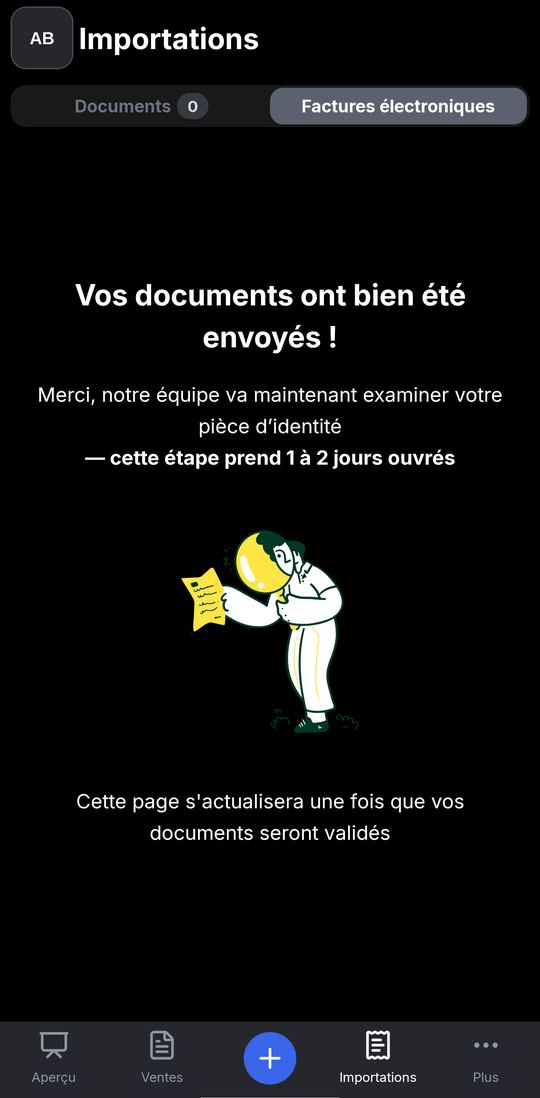 AB
Importations
Documents 0
Factures électroniques
Vos documents ont bien été
envoyés !
Merci, notre équipe va maintenant examiner votre
pièce d’identité
— cette étape prend 1 à 2 jours ouvrés
Cette page s'actualisera une fois que vos
documents seront validés
Aperçu
Ventes
Importations
Plus